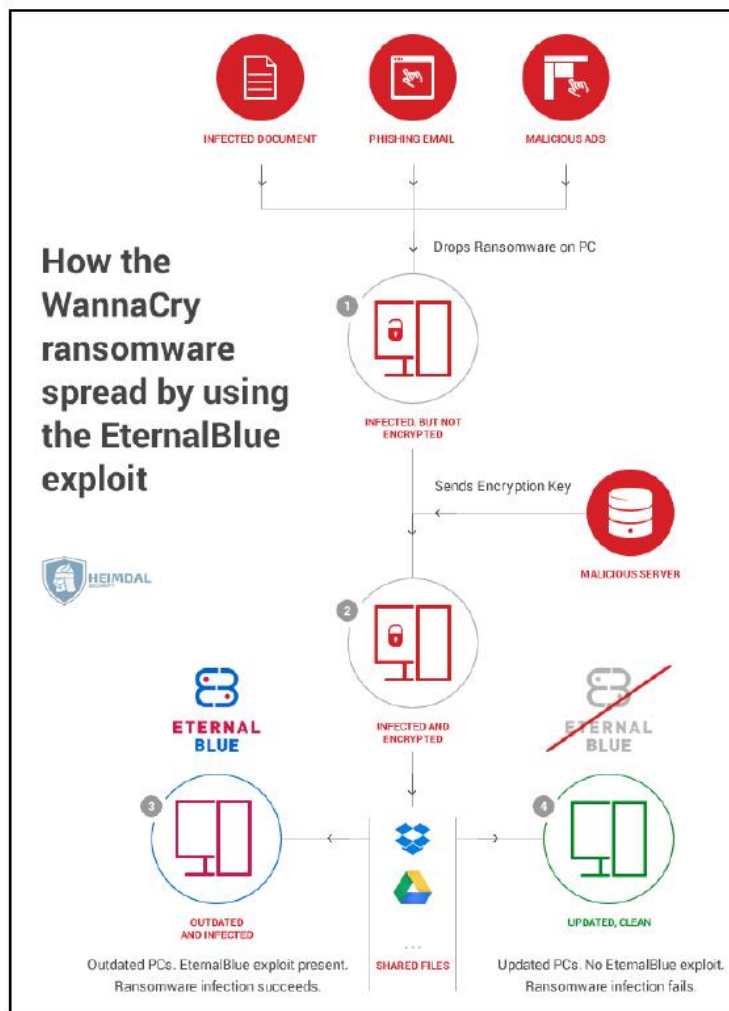 INFECTED DOCUMENT
PHISHING EMAIL
MALICIOUS ADS
Drops Ransomware on PC
How the
WannaCry
ransomware
spread by using
the EternalBlue
exploit
1
INFECTED, BUT NOT
ENCRYPTED
Sends Encryption Key
MALICIOUS SERVER
HEIMDAL
SECURITY
2
INFECTED AND
ENCRYPTED
ETERNAL
BLUE
ETERNAL
BLUE
3
4
OUTDATED
AND INFECTED
UPDATED, CLEAN
...
SHARED FILES
Outdated PCs. EternalBlue exploit present.
Ransomware infection succeeds.
Updated PCs. No EternalBlue exploit.
Ransomware infection fails.